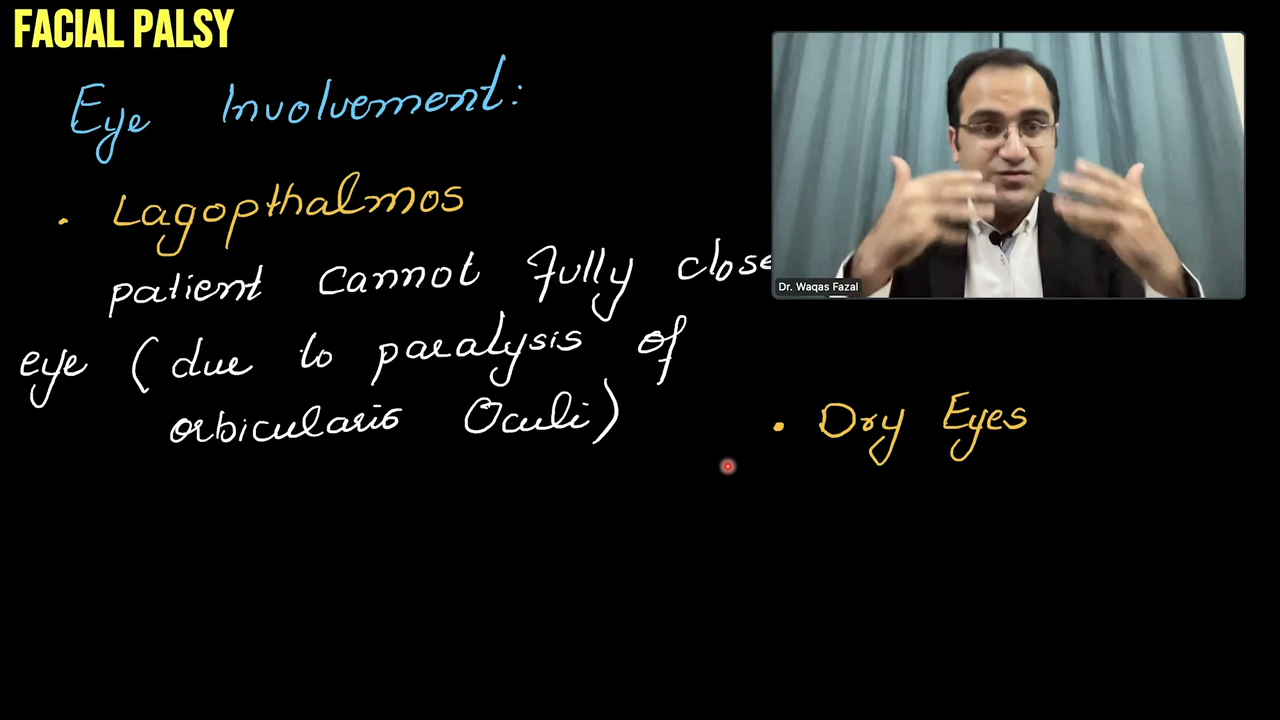 FACIAL PALSY
Eye Involvement:
. Lagopthalmos
patient cannot fully close
eye (due to paralysis of
orbicularis Oculi)
Dr. Waqas Fazal
. Dry Eyes